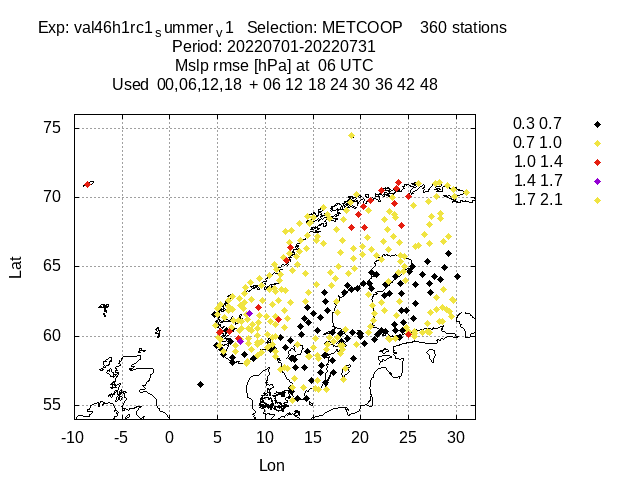 Exp: val46h1rc1summerv1 Selection: METCOOP 360 stations
Period: 20220701-20220731
Mslp rmse [hPa] at 06 UTC
Used 00,06,12,18 + 06 12 18 24 30 36 42 48
0.3 0.7
0.7 1.0
1.0 1.4
1.4 1.7
1.7 2.1
75
70
65
60
55
Lat
-10 -5 0 5 10 15 20 25 30
Lon